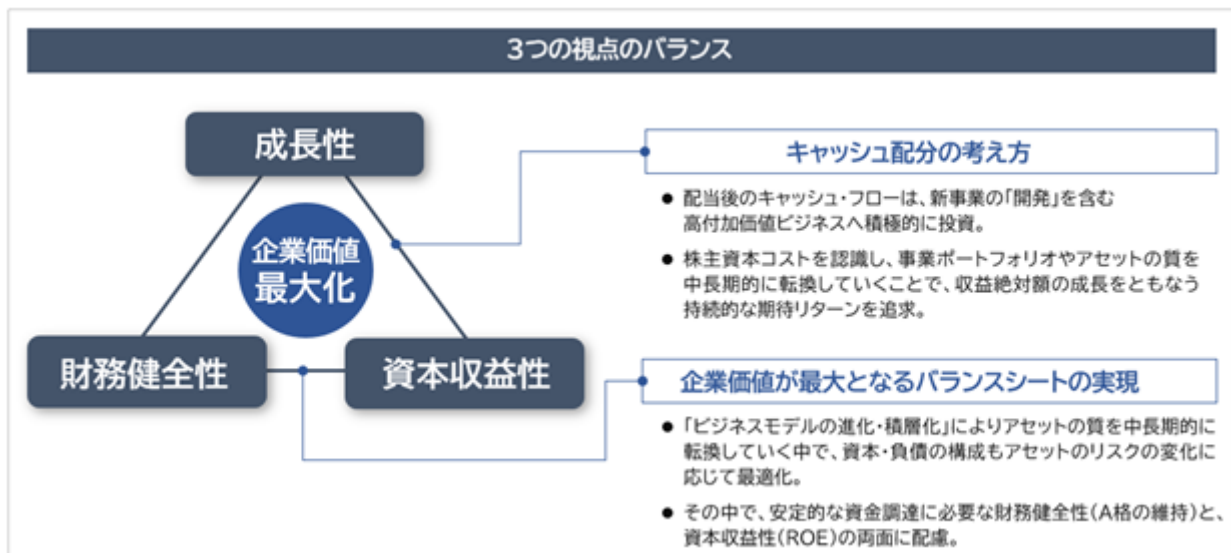 3つの視点のバランス
成長性
企業価値
最大化
財務健全性
資本収益性
キャッシュ配分の考え方
● 配当後のキャッシュ・フローは、新事業の「開発」を含む
高付加価値ビジネスへ積極的に投資。
● 株主資本コストを認識し、事業ポートフォリオやアセットの質を
中長期的に転換していくことで、収益絶対額の成長をともなう
持続的な期待リターンを追求。
企業価値が最大となるバランスシートの実現
● 「ビジネスモデルの進化・積層化」によりアセットの質を中長期的に
転換していく中で、資本・負債の構成もアセットのリスクの変化に
応じて最適化。
● その中で、安定的な資金調達に必要な財務健全性(A格の維持)と、
資本収益性(ROE)の両面に配慮。